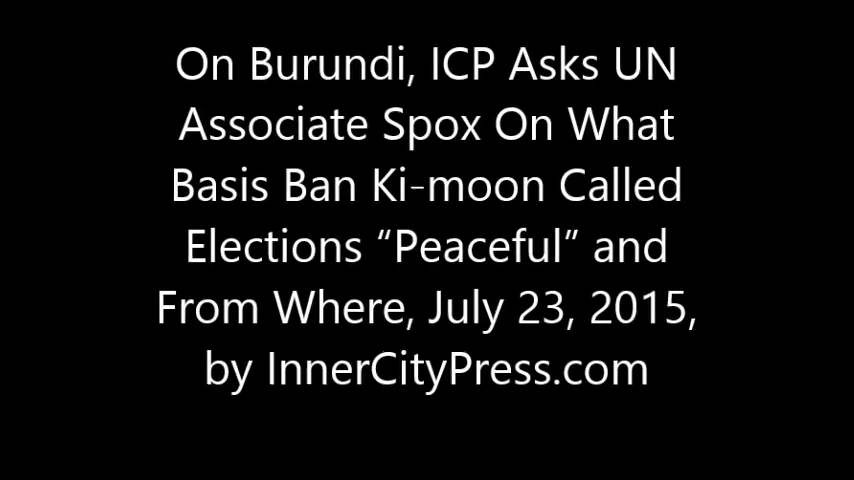 On Burundi, ICP Asks UN
Associate Spox On What
Basis Ban Ki-moon Called
Elections “Peaceful” and
From Where, July 23, 2015,
by InnerCityPress.com